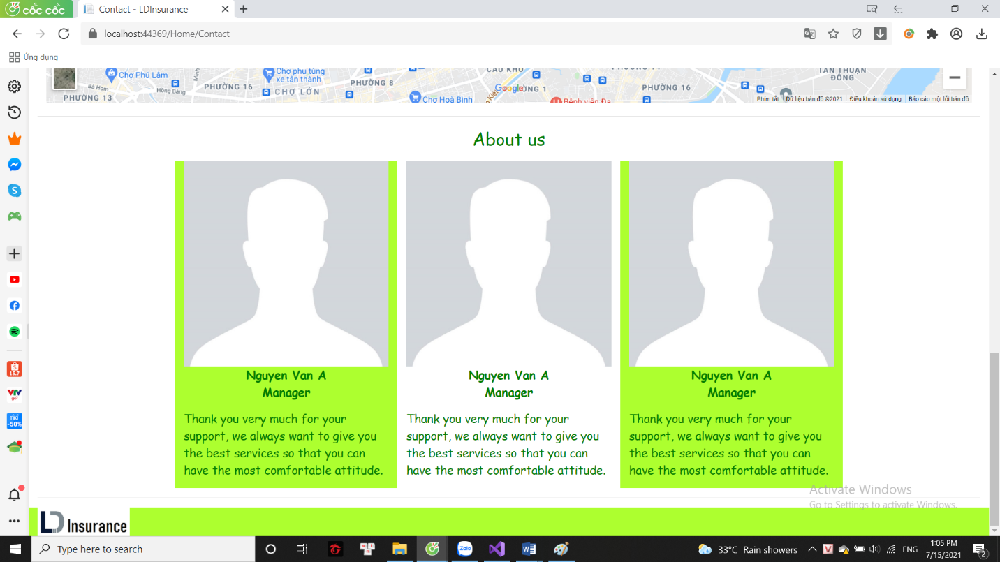 cốc cốc
Contact - LDInsurance
localhost:44369/Home/Contact
Ứng dụng
Chợ Phú Lâm
Bà Hom
Hồng Bàng
PHƯỜNG 13
PHƯỜNG 16
Chợ phụ tùng
xe tân thành
CHỢ LỚN
PHƯỜNG 8
Chợ Hoà Bình
CẦU KHO
Google
Bệnh viện Đa
PHƯỜNG 16
TÂN THUẬN
ĐÔNG
Phím tắt
Dữ liệu bản đồ ©2021
Điều khoản sử dụng
Báo cáo một lỗi bản đồ
About us
Nguyen Van A
Manager
Thank you very much for your
support, we always want to give you
the best services so that you can
have the most comfortable attitude.
Nguyen Van A
Manager
Thank you very much for your
support, we always want to give you
the best services so that you can
have the most comfortable attitude.
Nguyen Van A
Manager
Thank you very much for your
support, we always want to give you
the best services so that you can
have the most comfortable attitude.
15.7
VTV
go
TIKI
-50%
Activate Windows
Go to Settings to activate Windows.
LD Insurance
Type here to search
Zalo
33°C Rain showers
ENG
1:05 PM
7/15/2021
2